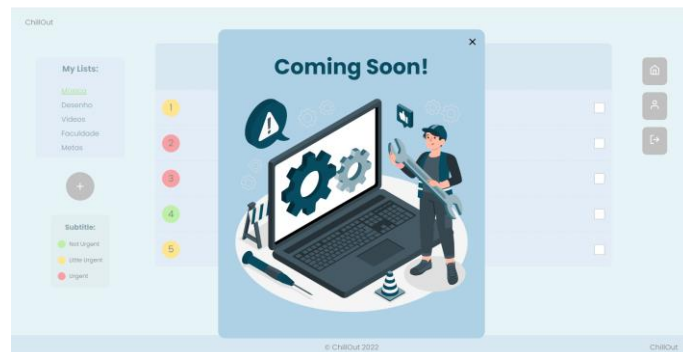 ChillOut
Coming Soon!
My Lists:
Música
Desenho
Videos
Faculdade
Metas
1
2
3
4
5
+
Subtitle:
Not Urgent
Little Urgent
Urgent
© ChillOut 2022
ChillOut